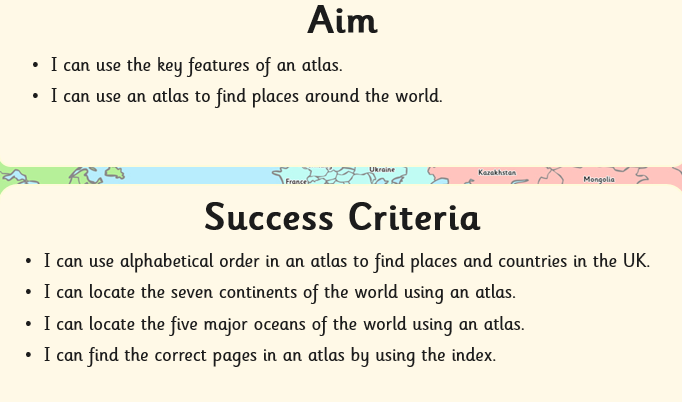 Aim
• I can use the key features of an atlas.
• I can use an atlas to find places around the world.
Ukraine
France
Kazakhstan
Mongolia
Success Criteria
• I can use alphabetical order in an atlas to find places and countries in the UK.
• I can locate the seven continents of the world using an atlas.
• I can locate the five major oceans of the world using an atlas.
• I can find the correct pages in an atlas by using the index.